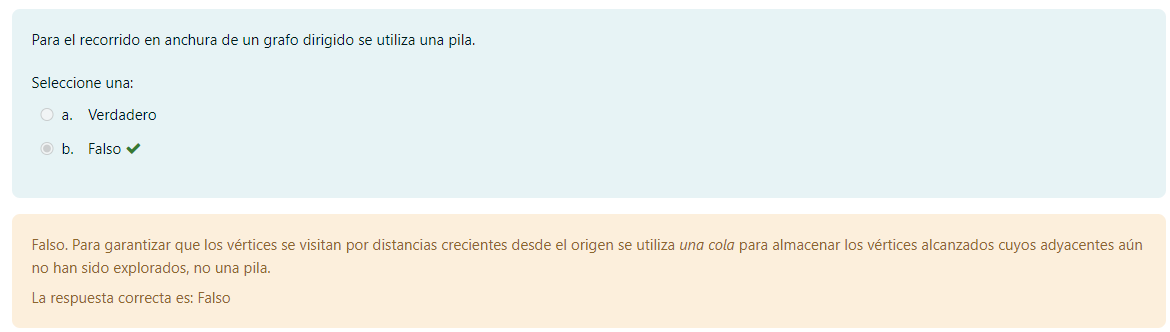 Para el recorrido en anchura de un grafo dirigido se utiliza una pila.
Seleccione una:
a. Verdadero
b. Falso
Falso. Para garantizar que los vértices se visitan por distancias crecientes desde el origen se utiliza una cola para almacenar los vértices alcanzados cuyos adyacentes aún
no han sido explorados, no una pila.
La respuesta correcta es: Falso